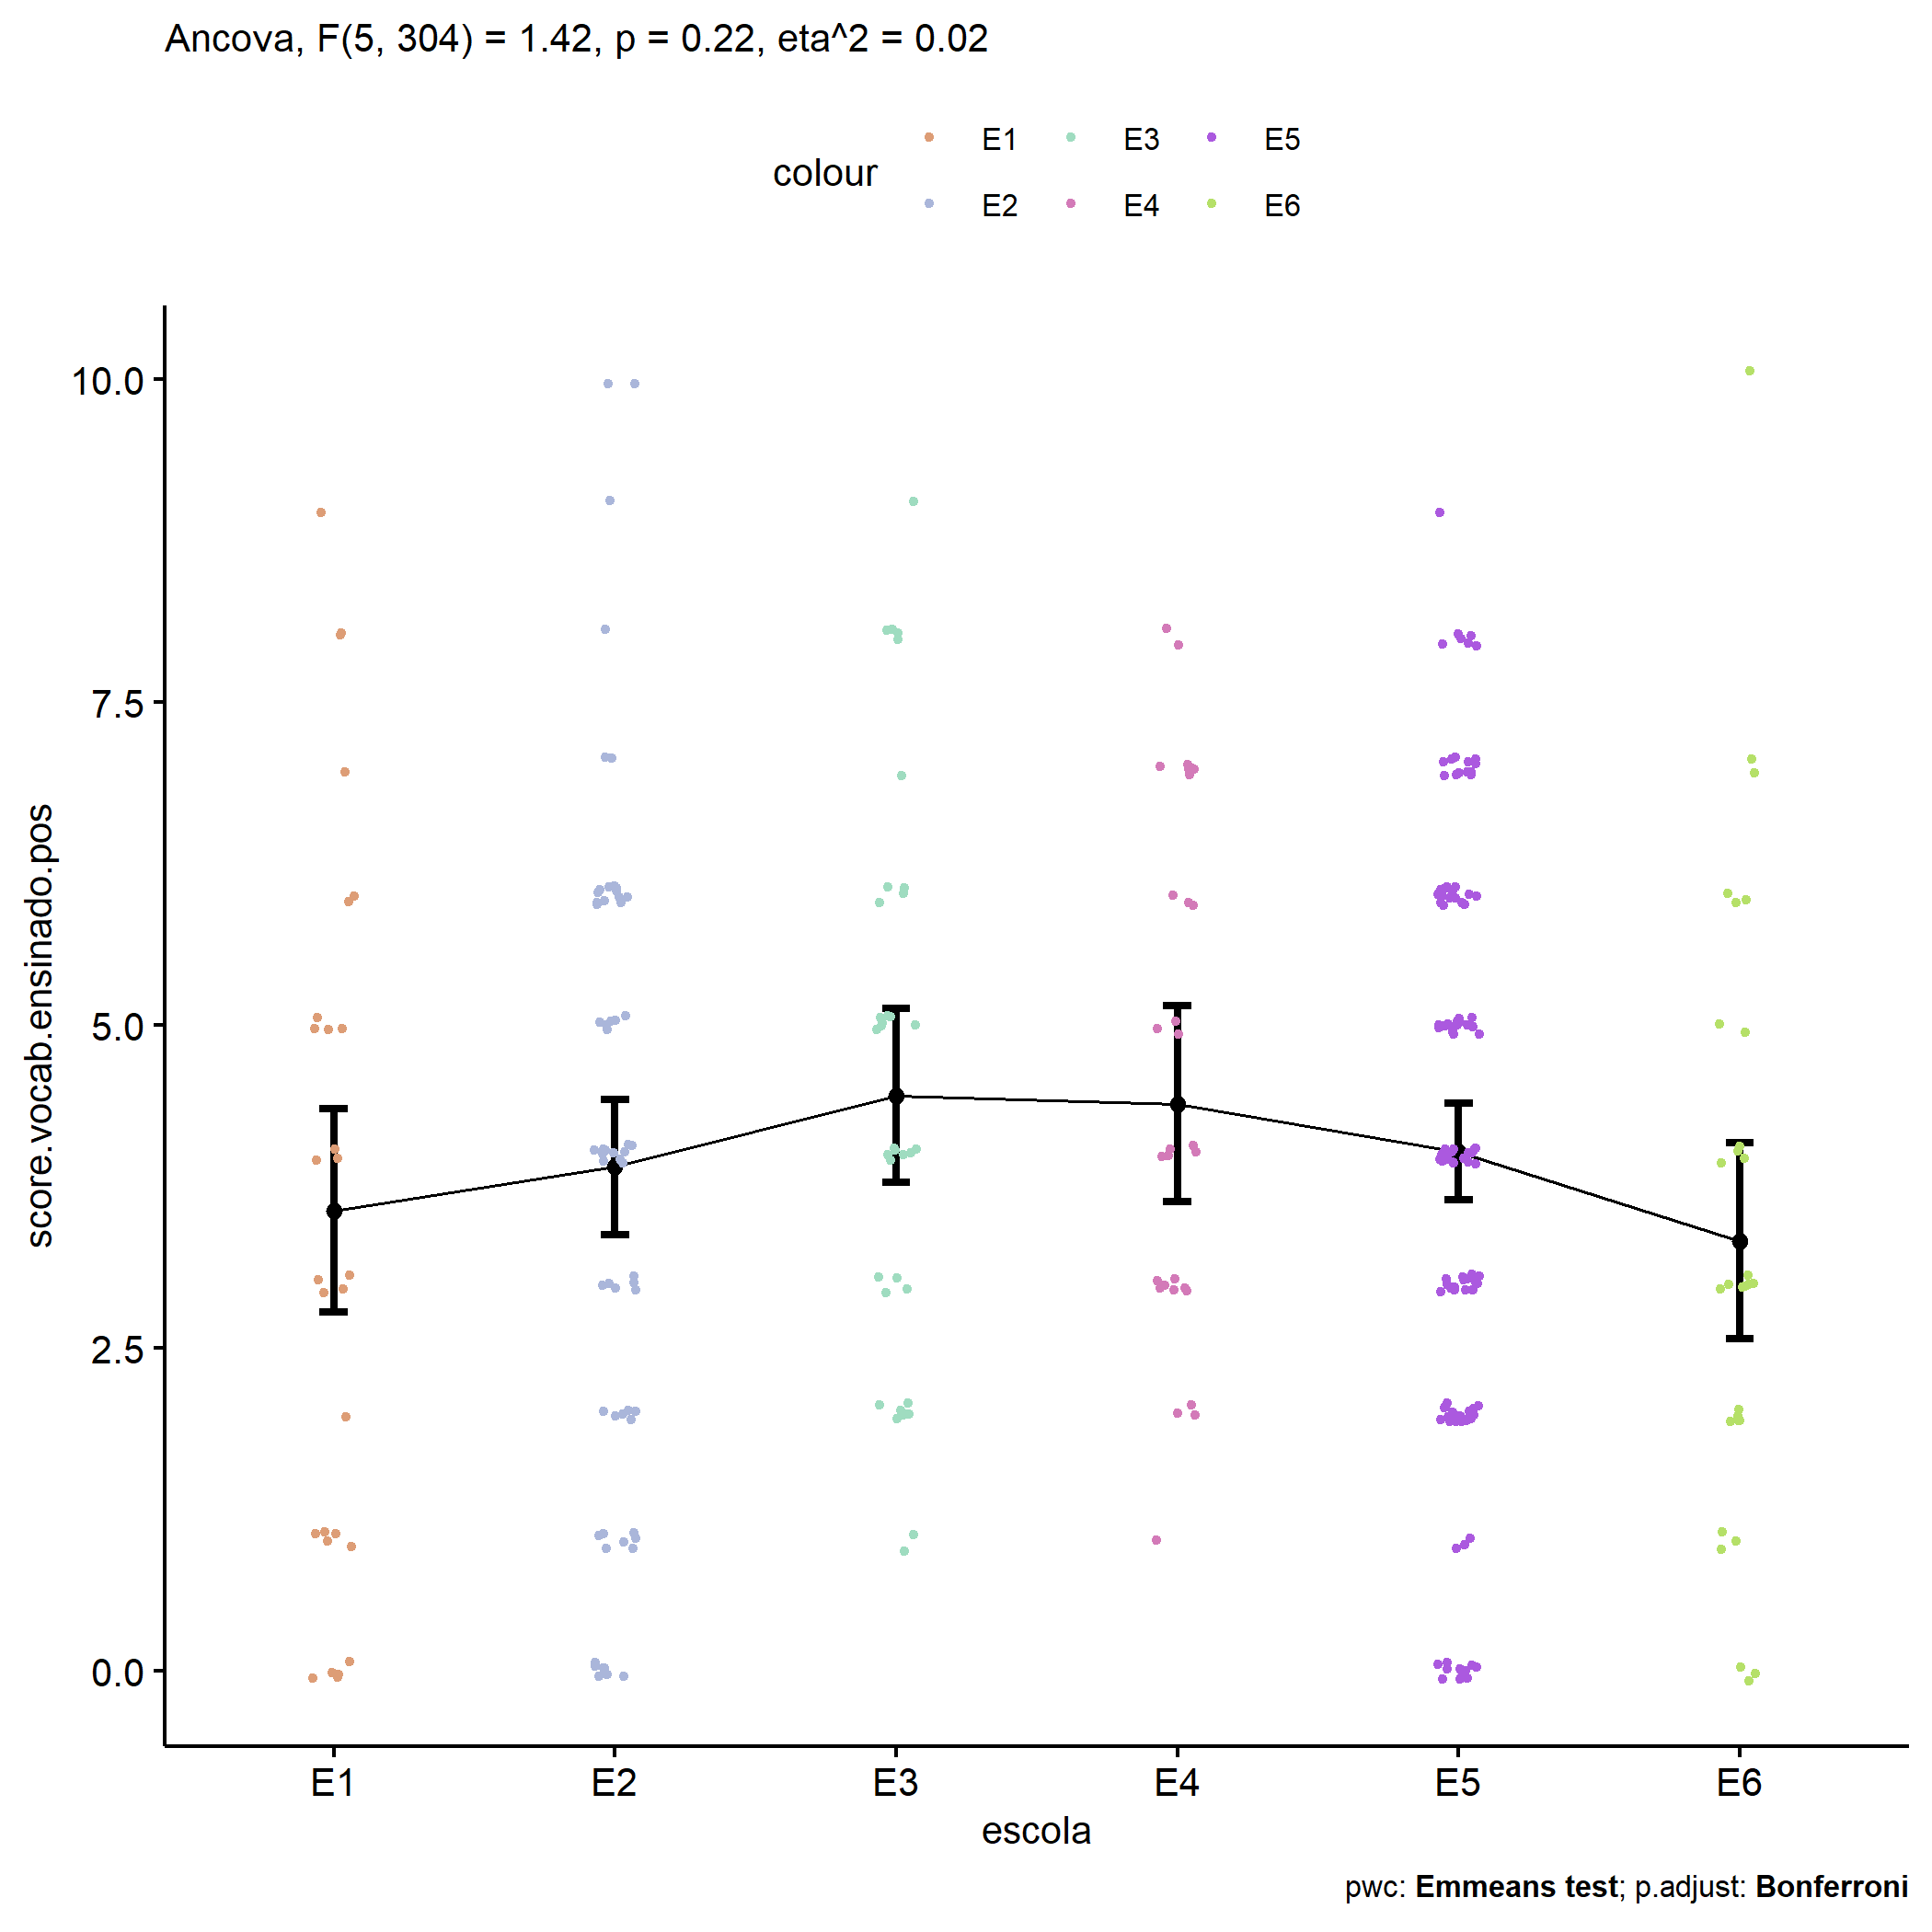 Ancova, F(5, 304) = 1.42, p = 0.22, eta^2 = 0.02
colour
E1 E3 E5
E2 E4 E6
10.0
7.5
5.0
2.5
0.0
score.vocab.ensinado.pos
E1 E2 E3 E4 E5 E6
escola
pwc: Emmeans test; p.adjust: Bonferroni